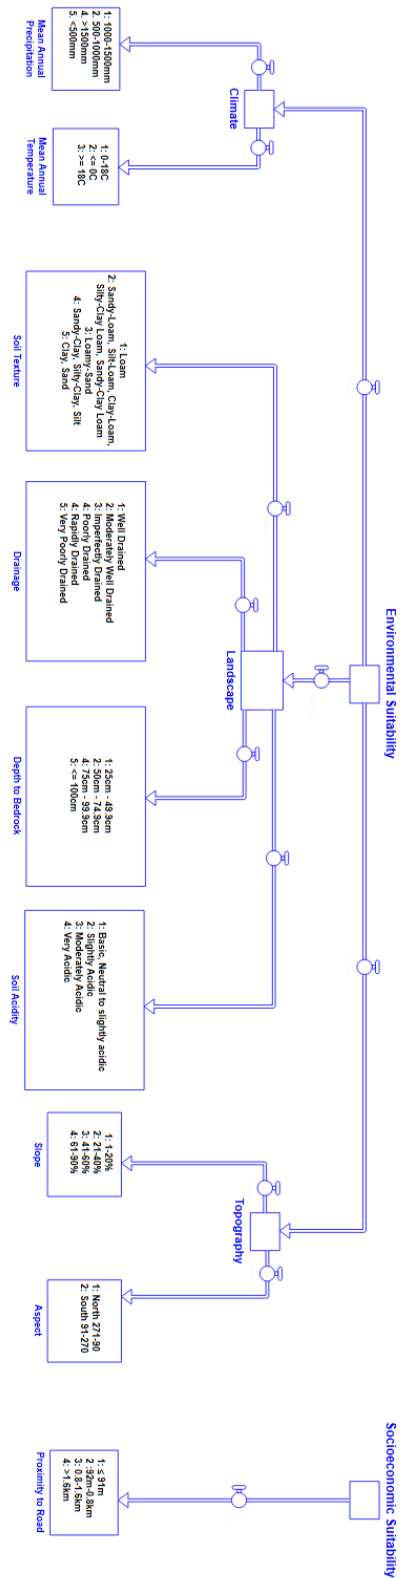 Environmental Suitability
Socioeconomic Suitability
Climate
Landscape
Topography
1: 1000-1500mm
2. 500-1000mm
4. >1500mm
5. <500mm
Mean Annual
Precipitation
1: 0-18C
2: <= 0C
3: >= 18C
Mean Annual
Temperature
1: Loam
2: Sandy-Loam, Silt-Loam, Clay-Loam,
Silty-Clay Loam, Sandy-Clay Loam
3: Loamy-Sand
4: Sandy-Clay, Silty-Clay, Silt
5: Clay, Sand
Soil Texture
1: Well Drained
2: Moderately Well Drained
3: Imperfectly Drained
4: Poorly Drained
4: Rapidly Drained
5: Very Poorly Drained
Drainage
1: 25cm - 49.9cm
2: 50cm - 74.9cm
4: 75cm - 99.9cm
5: <= 100cm
Depth to Bedrock
1: Basic, Neutral to slightly acidic
2: Slightly Acidic
3: Moderately Acidic
4: Very Acidic
Soil Acidity
1: 1-20%
2: 21-40%
3: 41-60%
4: 61-90%
Slope
1: North 271-90
2: South 91-270
Aspect
1: ≤ 91m
2 :92m-0.8km
3: 0.8-1.6km
4: >1.6km
Proximity to Road